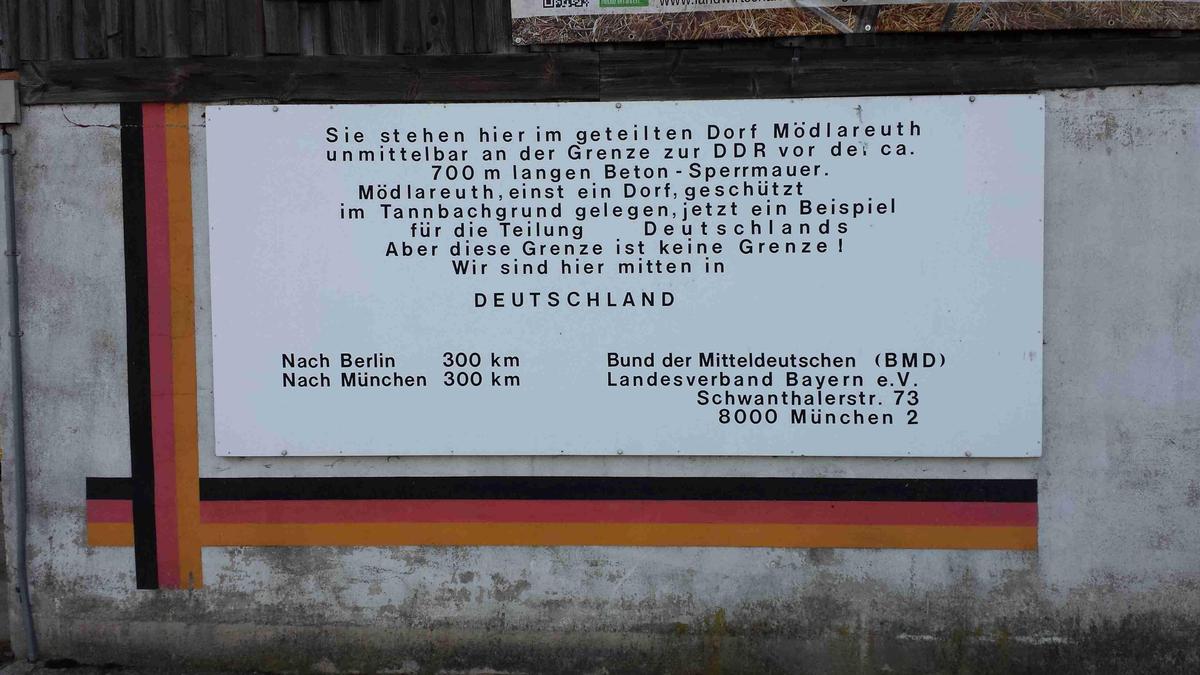 www.landwirtscha
Sie stehen hier im geteilten Dorf Mödlareuth
unmittelbar an der Grenze zur DDR vor der ca.
700 m langen Beton-Sperrmauer.
Mödlareuth, einst ein Dorf, geschützt
im Tannbachgrund gelegen, jetzt ein Beispiel
für die Teilung Deutschlands
Aber diese Grenze ist keine Grenze!
Wir sind hier mitten in
DEUTSCHLAND
Nach Berlin 300 km
Nach München 300 km
Bund der Mitteldeutschen (BMD)
Landesverband Bayern e.V.
Schwanthalerstr. 73
8000 München 2